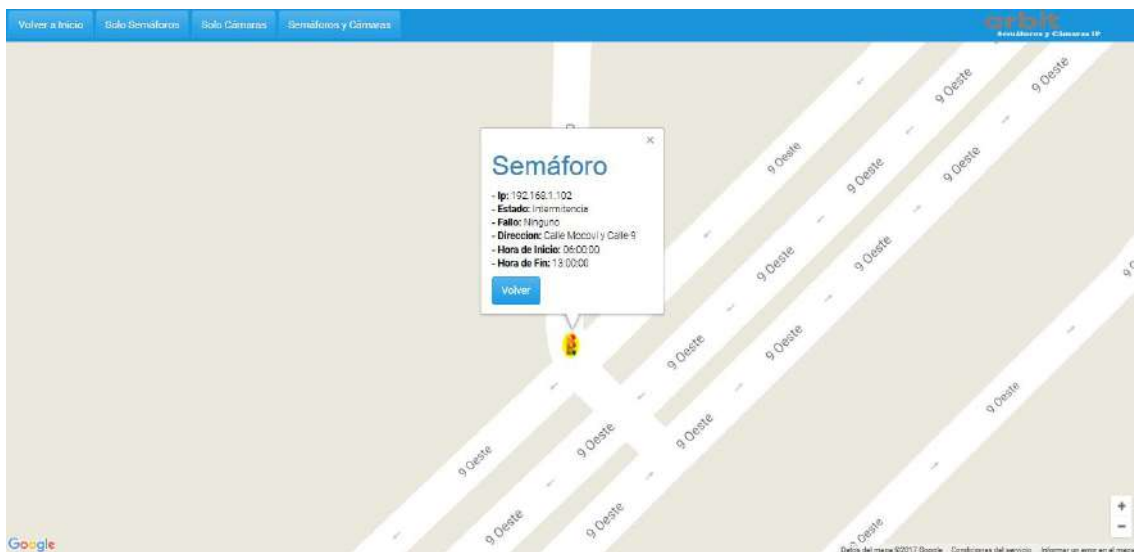 Volver a Inicio
Solo Semáforos
Solo Cámaras
Semáforos y Cámaras
orbit
Semáforos y Cámaras IP
9 Oeste
9 Oeste
9 Oeste
9 Oeste
9 Oeste
×
Semáforo
- Ip: 192.168.1.102
- Estado: Intermitencia
- Fallo: Ninguno
- Direccion: Calle Mocovi y Calle 9
- Hora de Inicio: 06:00:00
- Hora de Fin: 13:00:00
Volver
9 Oeste
9 Oeste
9 Oeste
9 Oeste
9 Oeste
9 Oeste
9 Oeste
9 Oeste
9 Oeste
9 Oeste
9 Oeste
9 Oeste
+
-
Google
Datos del mapa ©2017 Google
Condiciones del servicio
Informar un error en el mapa